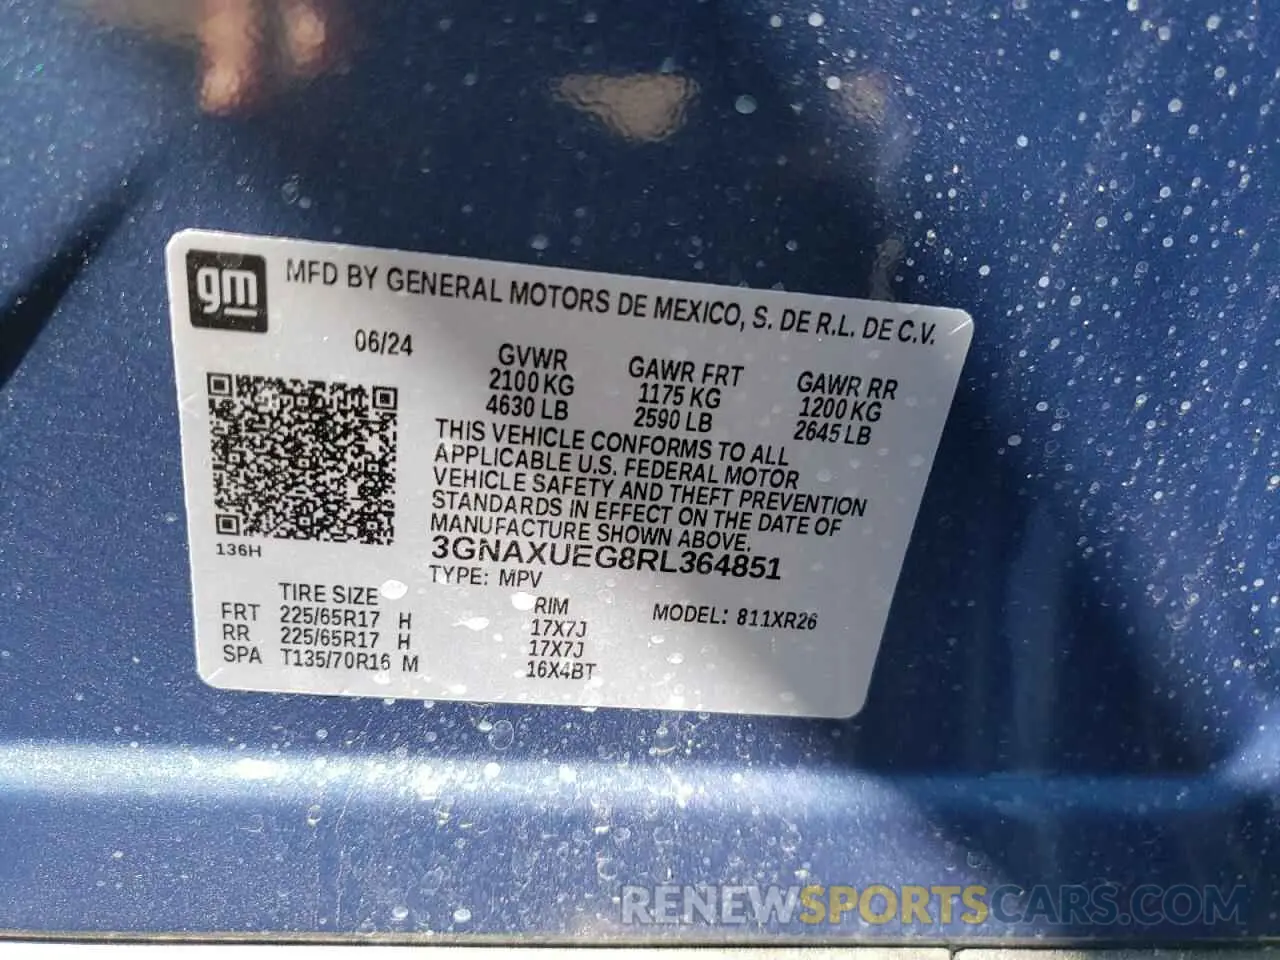 gm
MFD BY GENERAL MOTORS DE MEXICO, S. DE R.L. DE C.V.
06/24
GVWR GAWR FRT GAWR RR
2100 KG 1175 KG 1200 KG
4630 LB 2590 LB 2645 LB
THIS VEHICLE CONFORMS TO ALL
APPLICABLE U.S. FEDERAL MOTOR
VEHICLE SAFETY AND THEFT PREVENTION
STANDARDS IN EFFECT ON THE DATE OF
MANUFACTURE SHOWN ABOVE.
136H
3GNAXUEG8RL364851
TYPE: MPV
TIRE SIZE RIM MODEL: 811XR26
FRT 225/65R17 H 17X7J
RR 225/65R17 H 17X7J
SPA T135/70R16 M 16X4BT
RENEWSPORTSCARS.COM